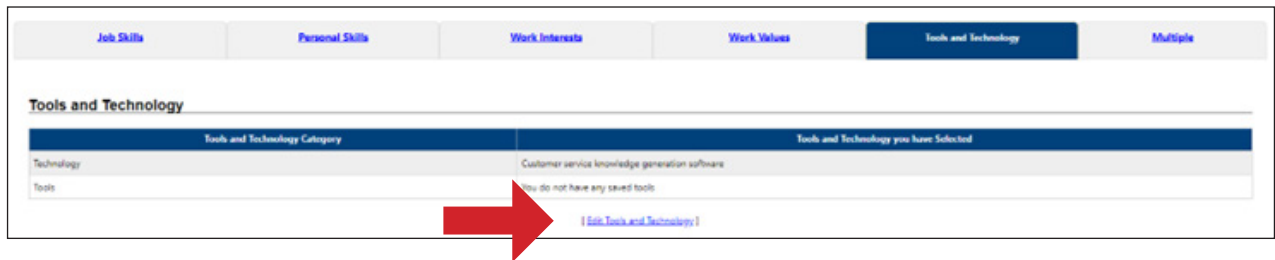 Job Skills Personal Skills Work Interests Work Values Tools and Technology Multiple
Tools and Technology
Tools and Technology Category Tools and Technology you have Selected
Technology Customer service knowledge generation software
Tools You do not have any saved tools
[ Edit Tools and Technology ]